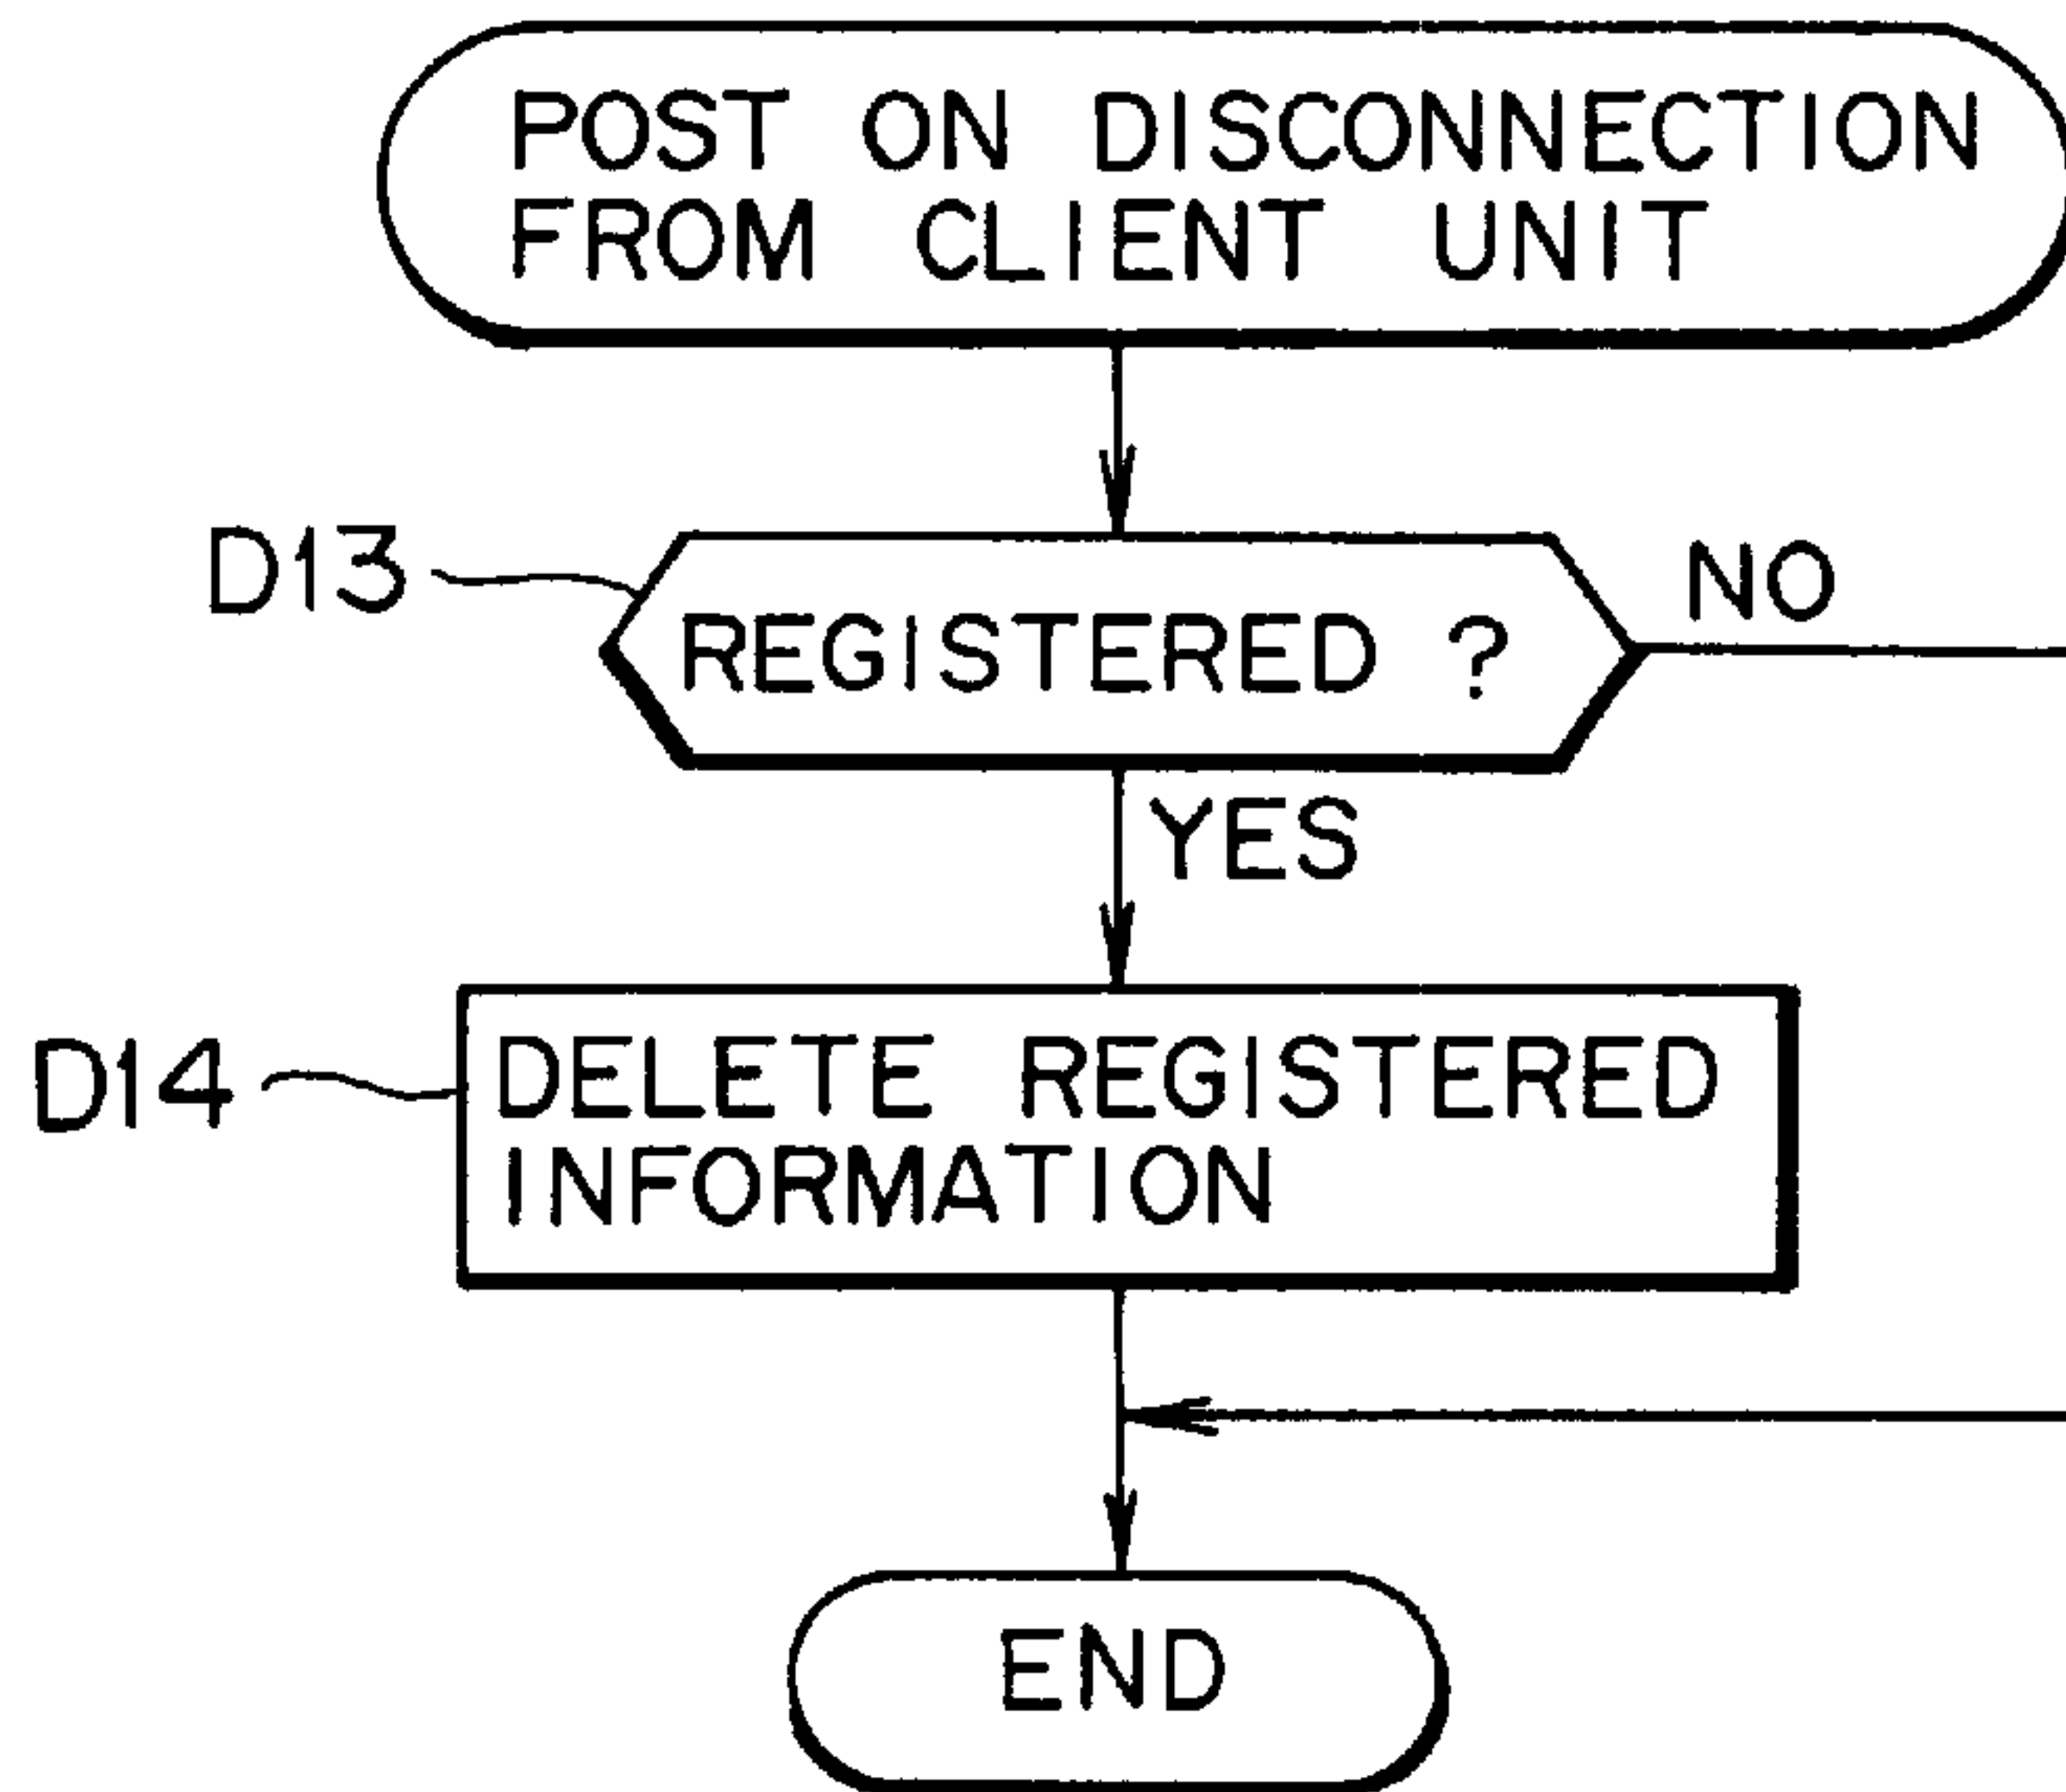 POST ON DISCONNECTION
FROM CLIENT UNIT
D13
REGISTERED ?
NO
YES
D14
DELETE REGISTERED
INFORMATION
END